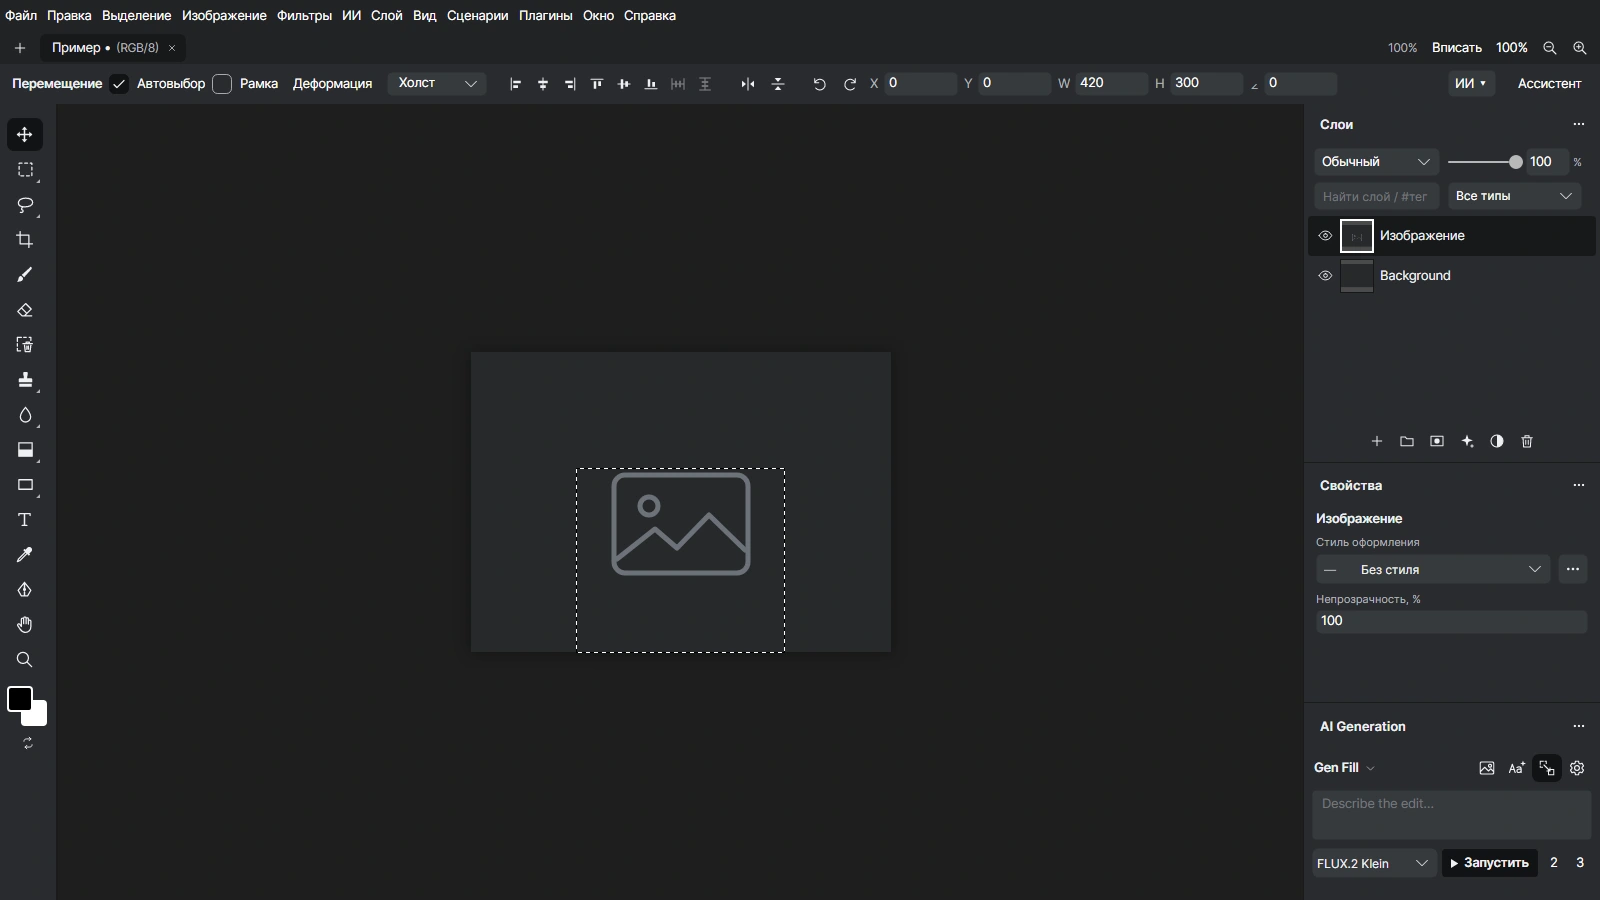 Файл Правка Выделение Изображение Фильтры ИИ Слой Вид Сценарии Плагины Окно Справка
Пример • (RGB/8) × 100% Вписать 100%
Перемещение Автовыбор Рамка Деформация Холст X 0 Y 0 W 420 H 300 0 ИИ Ассистент
Слои
Обычный 100 %
Найти слой / #тег Все типы
Изображение
Background
Свойства
Изображение
Стиль оформления
— Без стиля
Непрозрачность, %
100
AI Generation
Gen Fill Aa+
Describe the edit...
FLUX.2 Klein Запустить 2 3